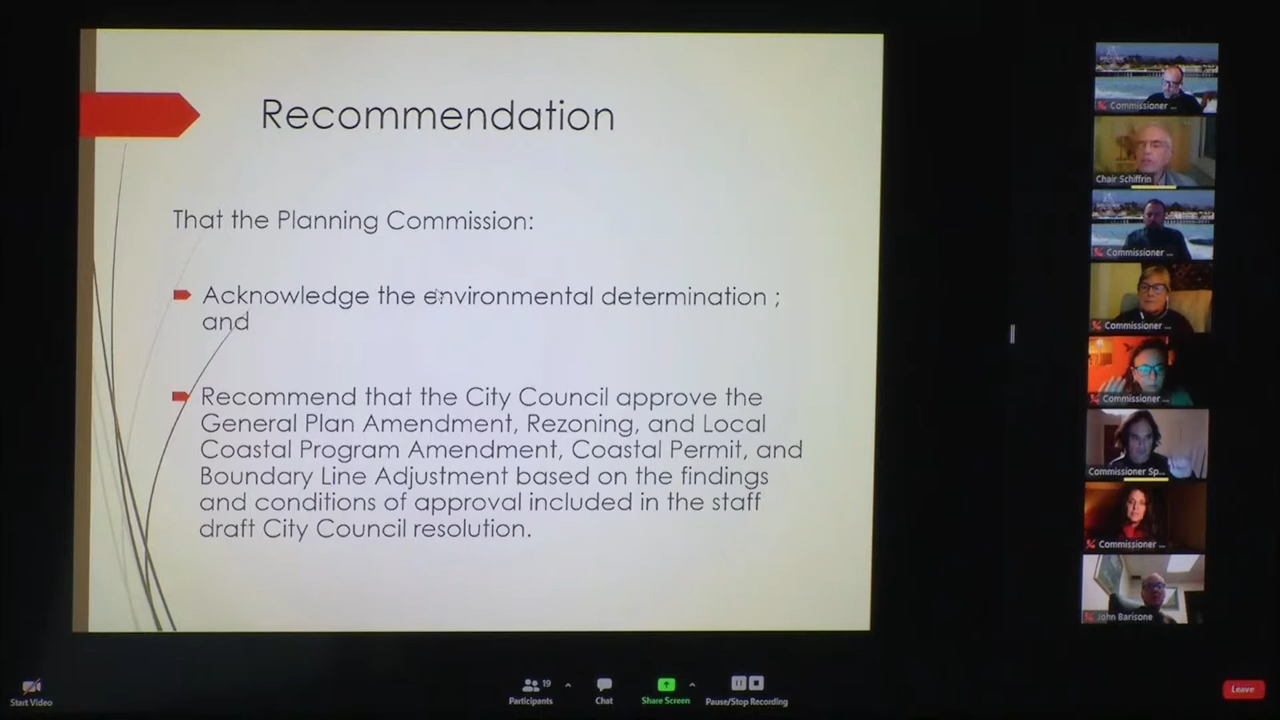 Recommendation
That the Planning Commission:
Acknowledge the environmental determination ;
and
Recommend that the City Council approve the
General Plan Amendment, Rezoning, and Local
Coastal Program Amendment, Coastal Permit, and
Boundary Line Adjustment based on the findings
and conditions of approval included in the staff
draft City Council resolution.
Commissioner ...
Chair Schiffrin
Commissioner ...
Commissioner ...
Commissioner ...
Commissioner Sp...
Commissioner ...
John Barisone
Start Video
Participants
19
Chat
Share Screen
Pause/Stop Recording
Leave